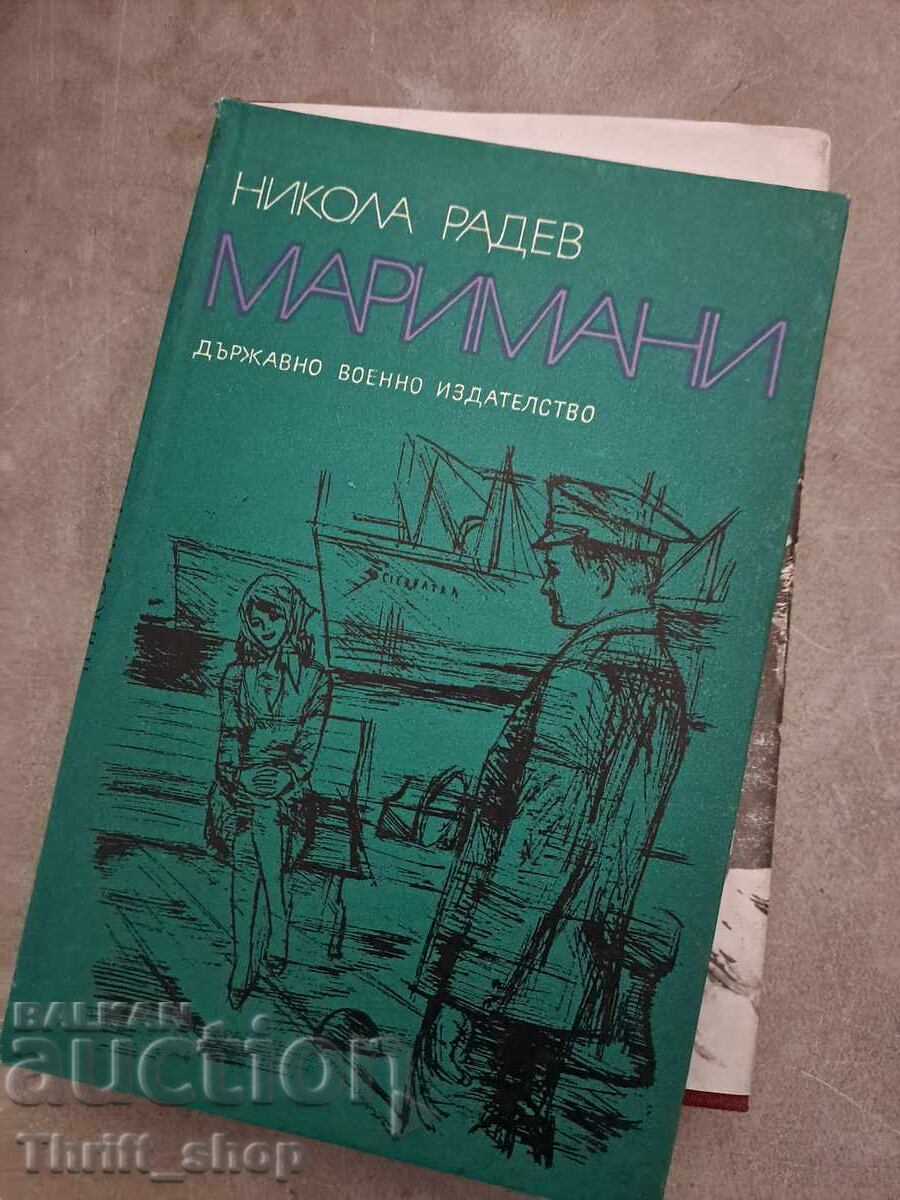 НИКОЛА РАДЕВ
МАРИМАНИ
ДЪРЖАВНО ВОЕННО ИЗДАТЕЛСТВО
BALKAN
auction
Thrift_shop